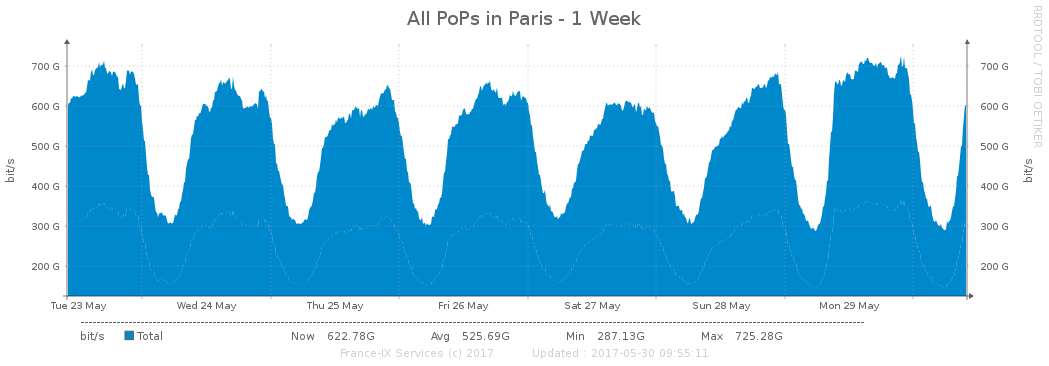 All PoPs in Paris - 1 Week
RRDTOOL / TOBI OETIKER
bit/s
700 G
600 G
500 G
400 G
300 G
200 G
700 G
600 G
500 G
400 G
300 G
200 G
bit/s
Tue 23 May Wed 24 May Thu 25 May Fri 26 May Sat 27 May Sun 28 May Mon 29 May
bit/s Total Now 622.78G Avg 525.69G Min 287.13G Max 725.28G
France-IX Services (c) 2017 Updated : 2017-05-30 09:55:11